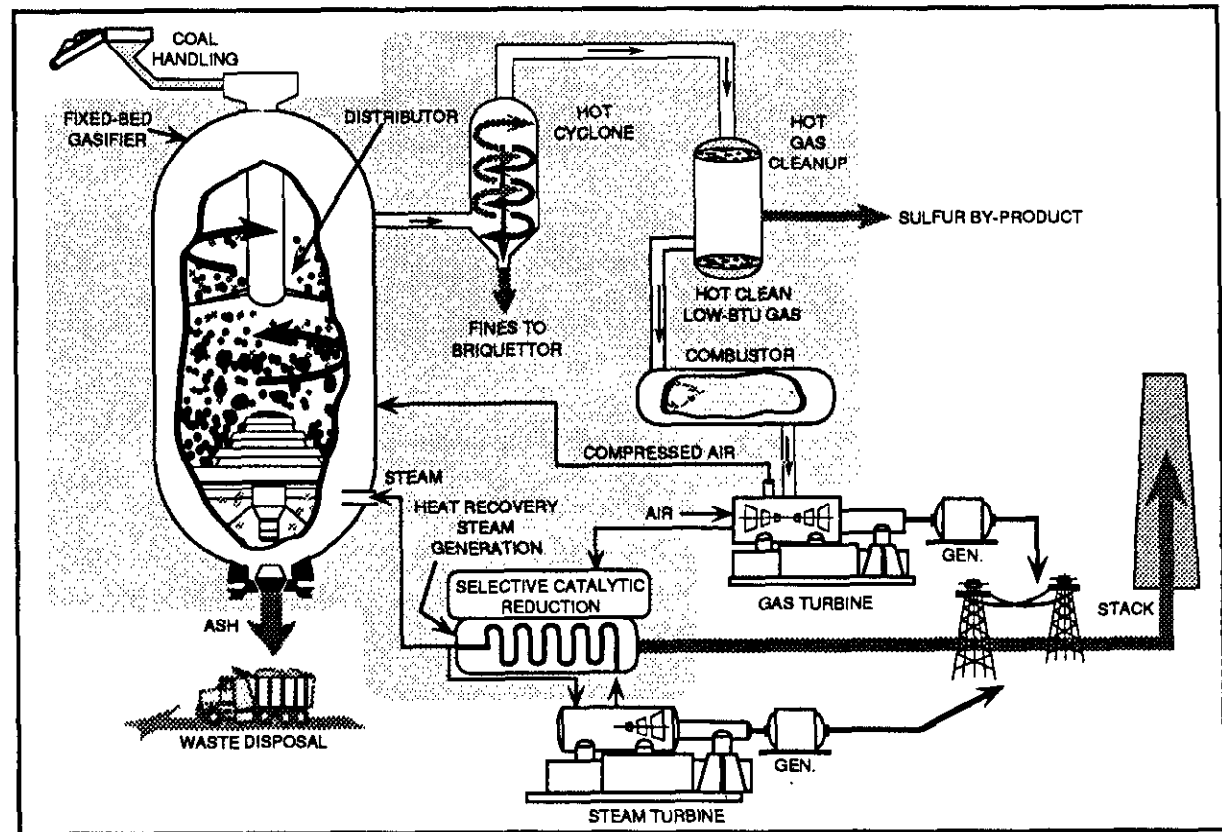 COAL
HANDLING
FIXED-BED
GASIFIER
DISTRIBUTOR
HOT
CYCLONE
HOT
GAS
CLEANUP
SULFUR BY-PRODUCT
FINES TO
BRIQUETTOR
HOT CLEAN
LOW-BTU GAS
COMBUSTOR
COMPRESSED AIR
STEAM
HEAT RECOVERY
STEAM
GENERATION
AIR
GEN.
SELECTIVE CATALYTIC
REDUCTION
GAS TURBINE
STACK
ASH
WASTE DISPOSAL
GEN.
STEAM TURBINE